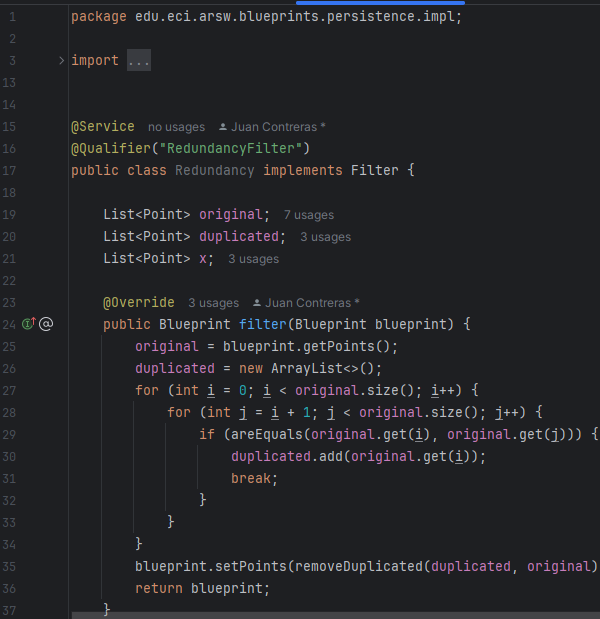 1 package edu.eci.arsw.blueprints.persistence.impl;
2
3 import ...
13
14
15 @Service no usages Juan Contreras *
16 @Qualifier("RedundancyFilter")
17 public class Redundancy implements Filter {
18
19 List<Point> original; 7 usages
20 List<Point> duplicated; 3 usages
21 List<Point> x; 3 usages
22
23 @Override 3 usages Juan Contreras *
24 public Blueprint filter(Blueprint blueprint) {
25 original = blueprint.getPoints();
26 duplicated = new ArrayList<>();
27 for (int i = 0; i < original.size(); i++) {
28 for (int j = i + 1; j < original.size(); j++) {
29 if (areEquals(original.get(i), original.get(j))) {
30 duplicated.add(original.get(i));
31 break;
32 }
33 }
34 }
35 blueprint.setPoints(removeDuplicated(duplicated, original)
36 return blueprint;
37 }